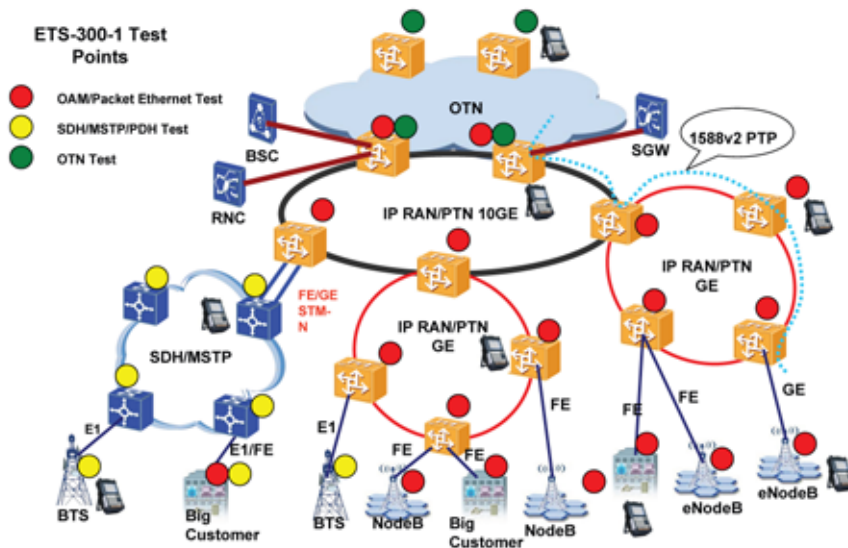 ETS-300-1 Test
Points
OAM/Packet Ethernet Test
SDH/MSTP/PDH Test
OTN Test
OTN
BSC
SGW
1588v2 PTP
RNC
IP RAN/PTN 10GE
IP RAN/PTN
GE
FE/GE
STM-
N
IP RAN/PTN
GE
SDH/MSTP
E1
E1/FE
E1
FE
FE
FE
FE
FE
GE
BTS
Big
Customer
BTS
NodeB
Big
Customer
NodeB
eNodeB
eNodeB